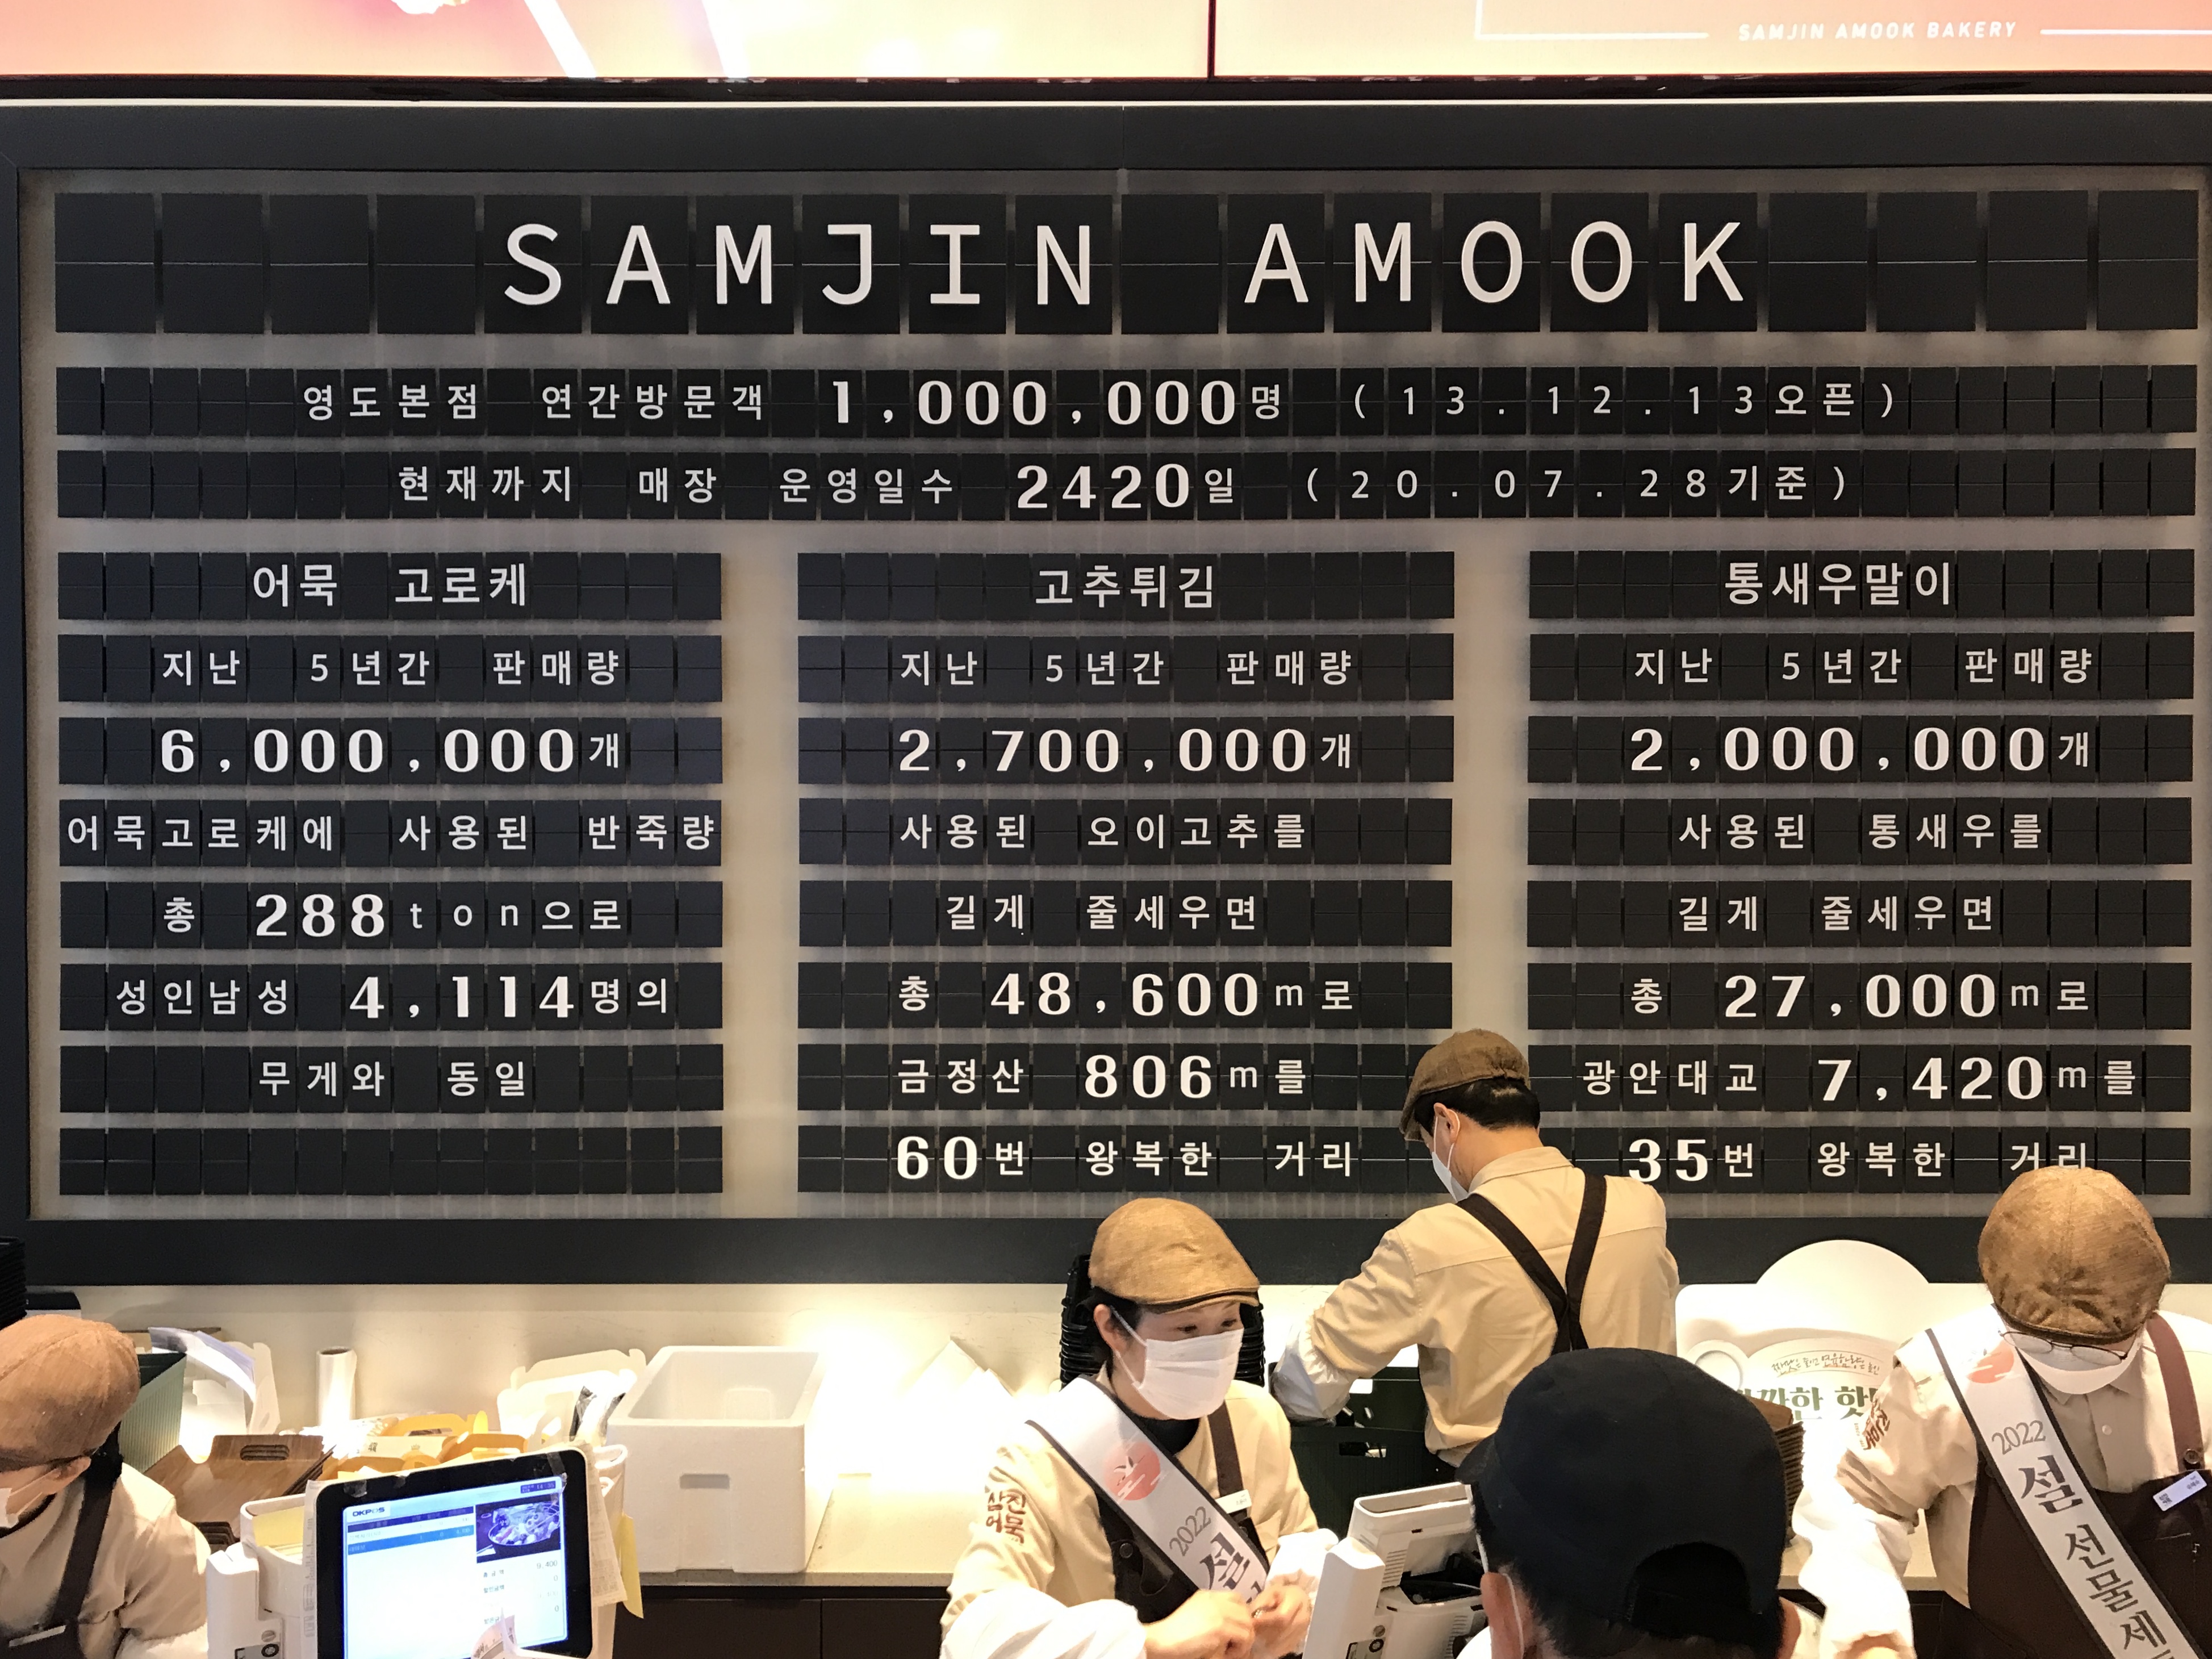 SAMJIN AMOOK BAKERY
SAMJIN AMOOK
영도본점 연간방문객 1,000,000명 (13.12.13오픈)
현재까지 매장 운영일수 2420일 (20.07.28기준)
어묵 고로케
지난 5년간 판매량
6,000,000개
어묵고로케에 사용된 반죽량
총 288ton으로
성인남성 4,114명의
무게와 동일
고추튀김
지난 5년간 판매량
2,700,000개
사용된 오이고추를
길게 줄세우면
총 48,600m로
금정산 806m를
60번 왕복한 거리
통새우말이
지난 5년간 판매량
2,000,000개
사용된 통새우를
길게 줄세우면
총 27,000m로
광안대교 7,420m를
35번 왕복한 거리
OKPOS
9,400
삼진
어묵
2022
설
2022
설 선물세